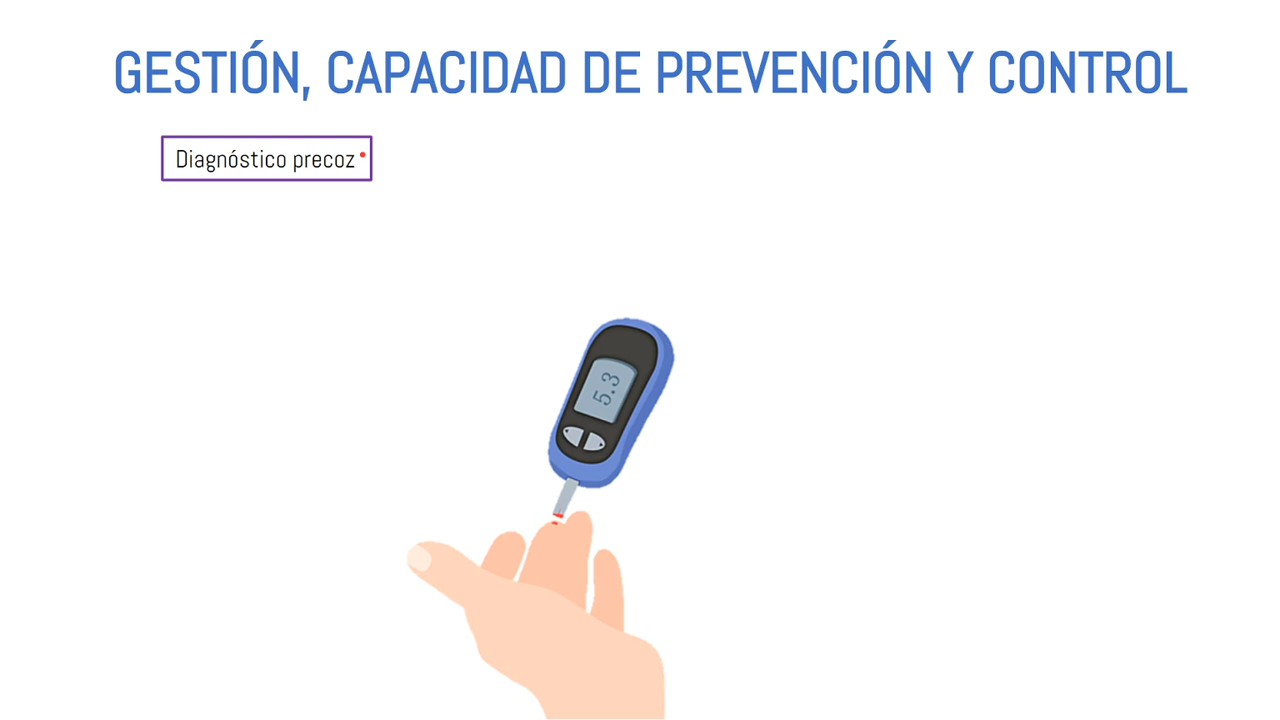 GESTIÓN, CAPACIDAD DE PREVENCIÓN Y CONTROL
Diagnóstico precoz
5.3